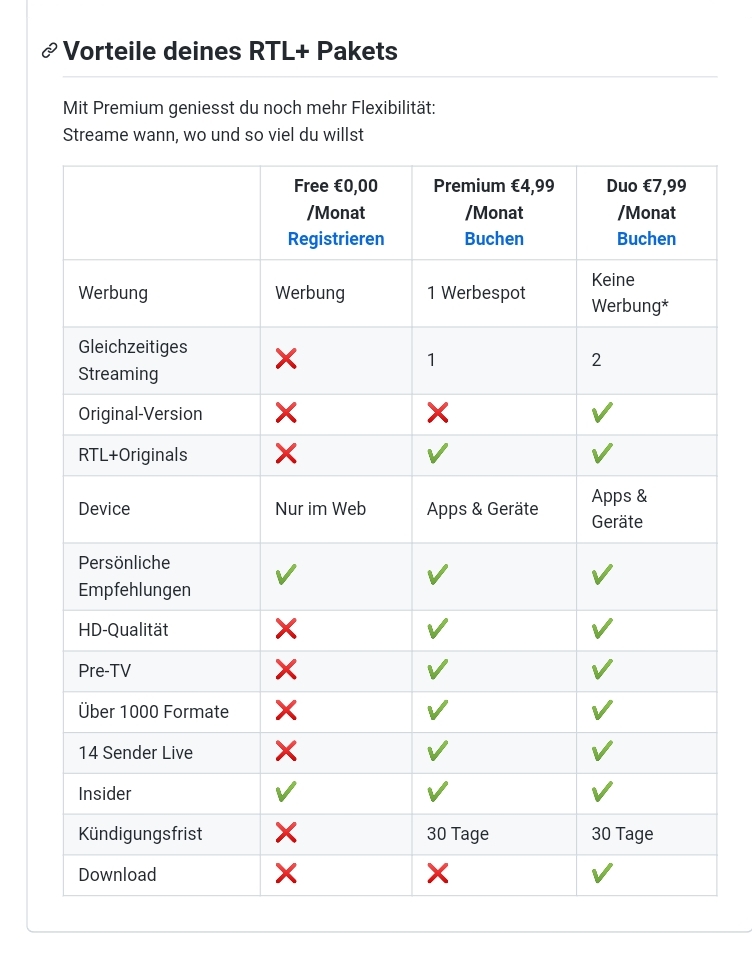 Vorteile deines RTL+ Pakets
Mit Premium geniesst du noch mehr Flexibilität:
Streame wann, wo und so viel du willst
Free €0,00 Premium €4,99 Duo €7,99
/Monat /Monat /Monat
Registrieren Buchen Buchen
Werbung Werbung 1 Werbespot Keine
Werbung*
Gleichzeitiges
Streaming ❌ 1 2
Original-Version ❌ ❌ ✔
RTL+Originals ❌ ✔ ✔
Device Nur im Web Apps & Geräte Apps &
Geräte
Persönliche
Empfehlungen ✔ ✔ ✔
HD-Qualität ❌ ✔ ✔
Pre-TV ❌ ✔ ✔
Über 1000 Formate ❌ ✔ ✔
14 Sender Live ❌ ✔ ✔
Insider ✔ ✔ ✔
Kündigungsfrist ❌ 30 Tage 30 Tage
Download ❌ ❌ ✔